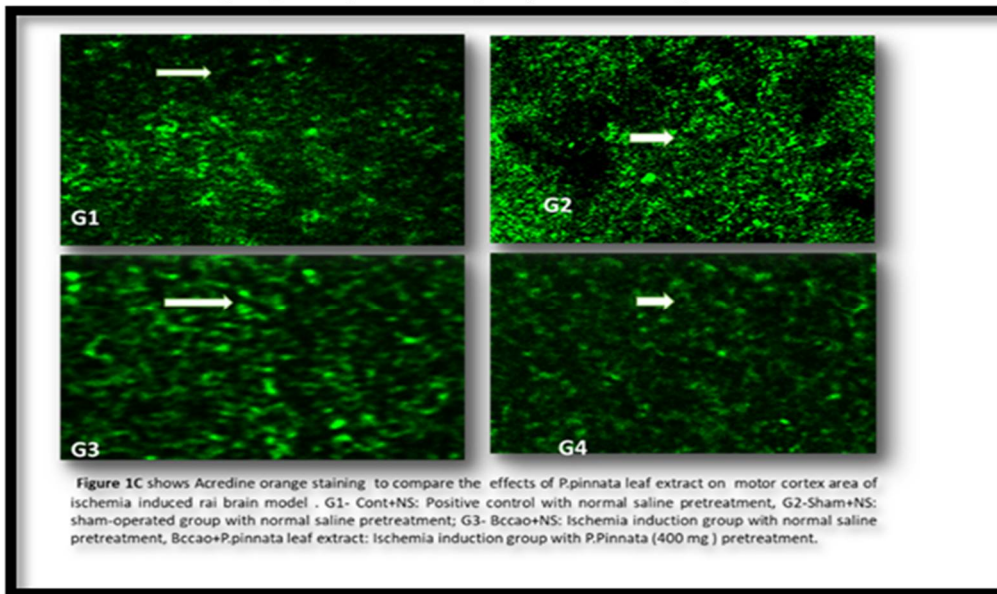 G1
G2
G3
G4
Figure 1C shows Acredine orange staining to compare the effects of P.pinnata leaf extract on motor cortex area of
ischemia induced rai brain model . G1- Cont+NS: Positive control with normal saline pretreatment, G2-Sham+NS:
sham-operated group with normal saline pretreatment; G3- Bccao+NS: Ischemia induction group with normal saline
pretreatment, Bccao+P.pinnata leaf extract: Ischemia induction group with P.Pinnata (400 mg ) pretreatment.